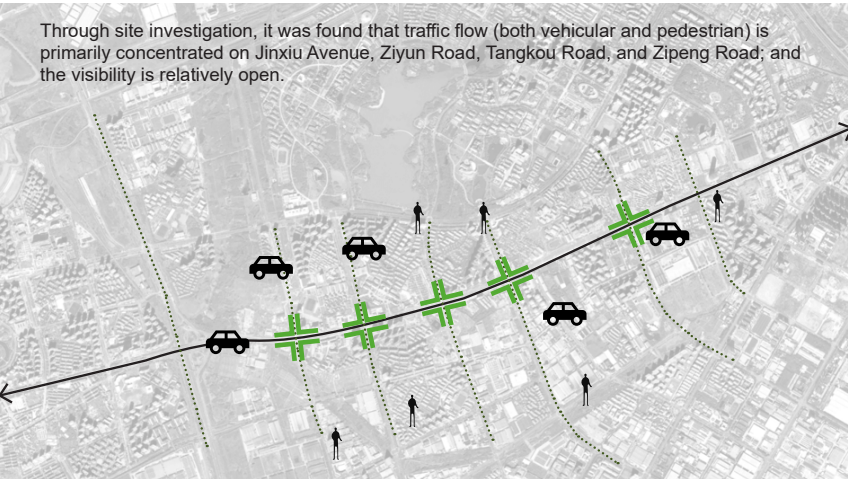 Through site investigation, it was found that traffic flow (both vehicular and pedestrian) is
primarily concentrated on Jinxiu Avenue, Ziyun Road, Tangkou Road, and Zipeng Road; and
the visibility is relatively open.